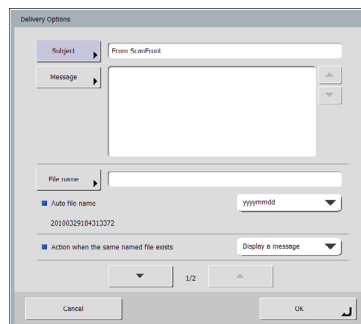 Delivery Options
Subject
From ScanFront
Message
File name
Auto file name
yyyymmdd
20100329184313372
Action when the same named file exists
Display a message
1/2
Cancel
OK